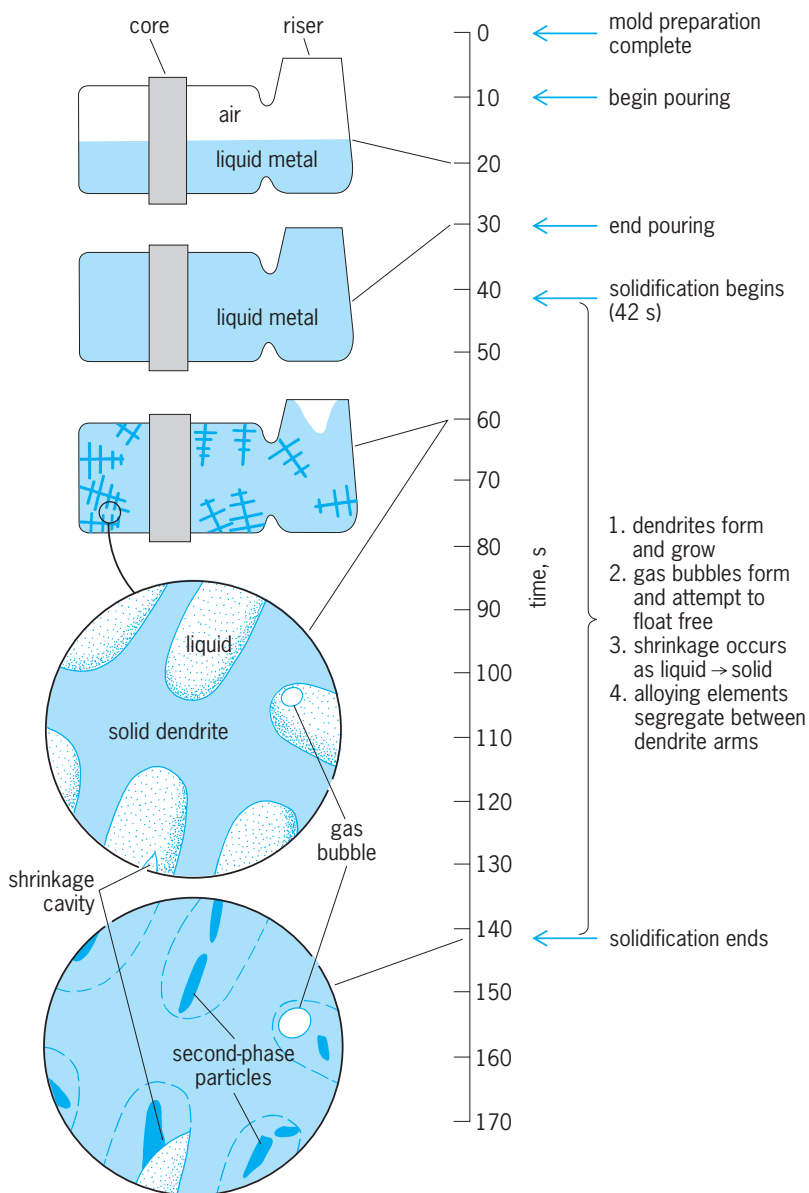 core
riser
air
liquid metal
liquid metal
liquid
solid dendrite
gas
bubble
shrinkage
cavity
second-phase
particles
0
10
20
30
40
50
60
70
80
90
100
110
120
130
140
150
160
170
time, s
mold preparation
complete
begin pouring
end pouring
solidification begins
(42 s)
1. dendrites form
and grow
2. gas bubbles form
and attempt to
float free
3. shrinkage occurs
as liquid → solid
4. alloying elements
segregate between
dendrite arms
solidification ends